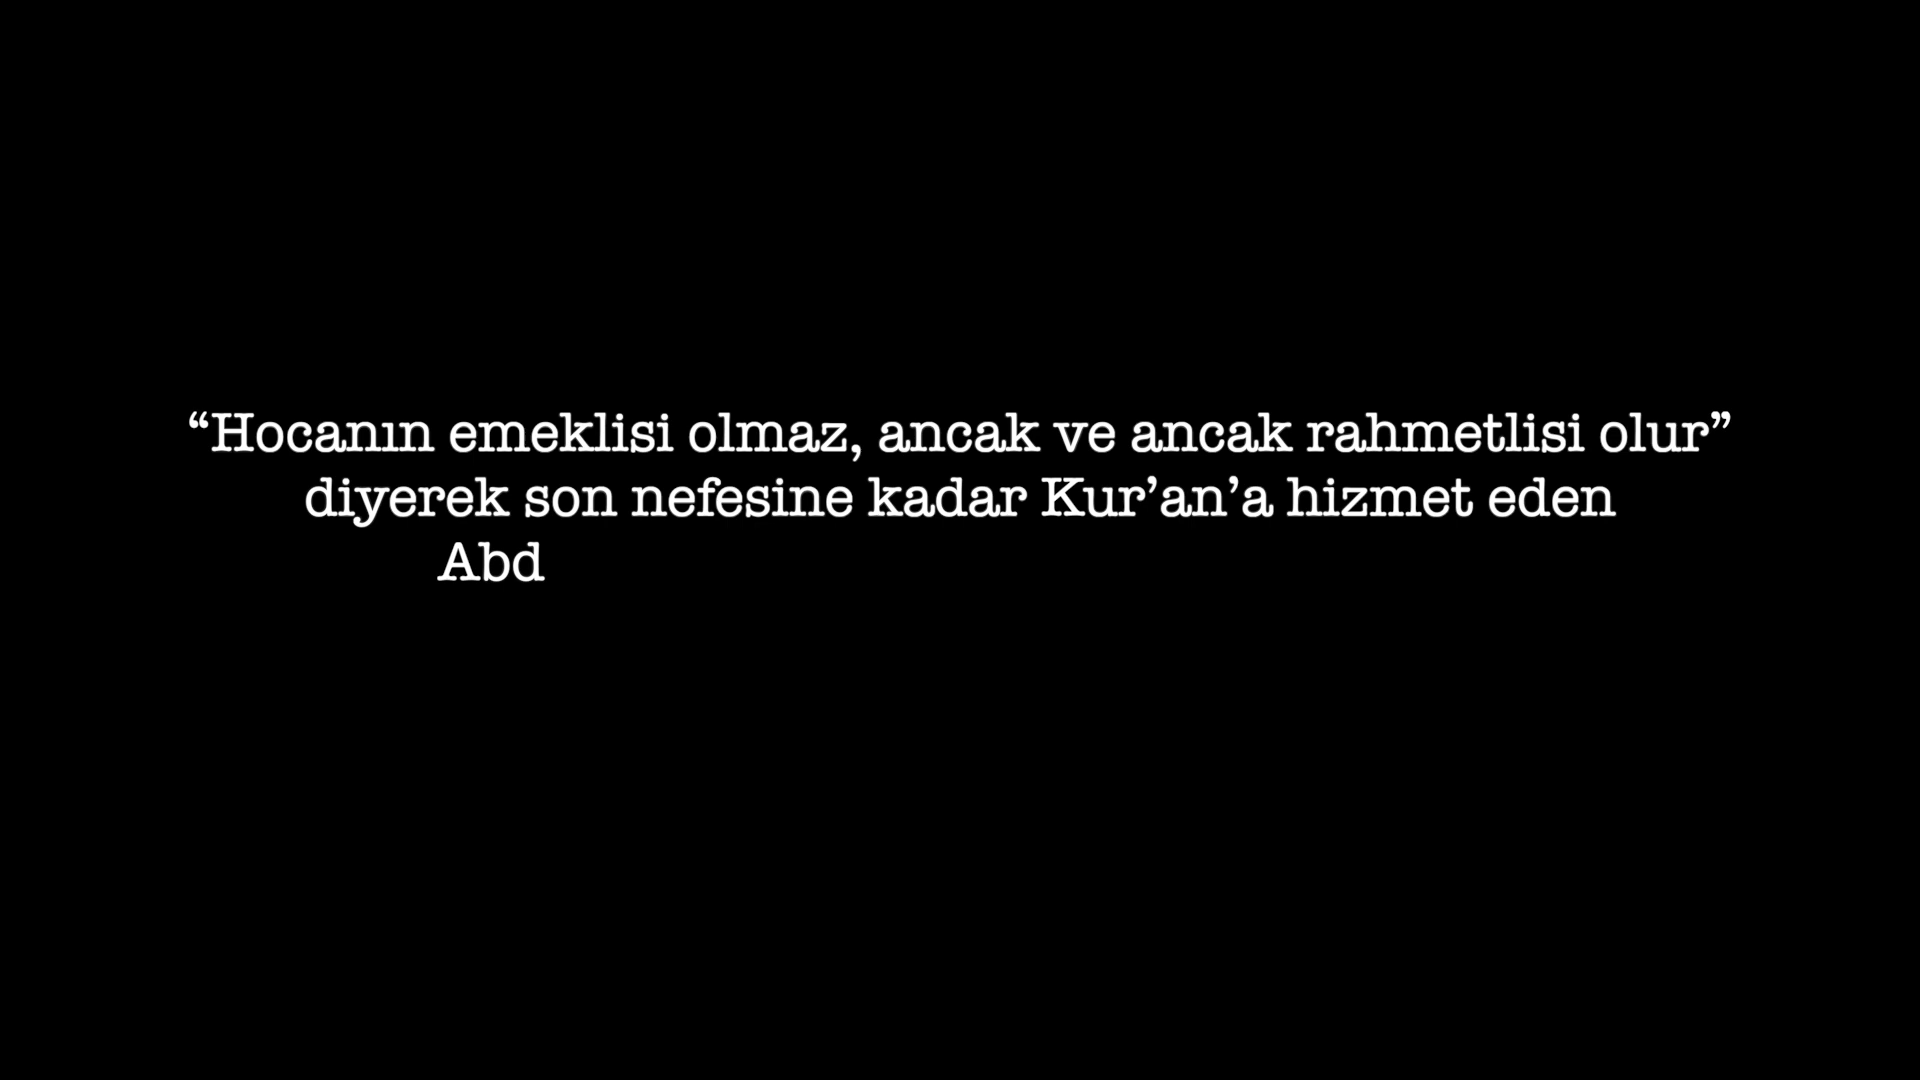 “Hocanın emeklisi olmaz, ancak ve ancak rahmetlisi olur”
diyerek son nefesine kadar Kur’an’a hizmet eden
Abd